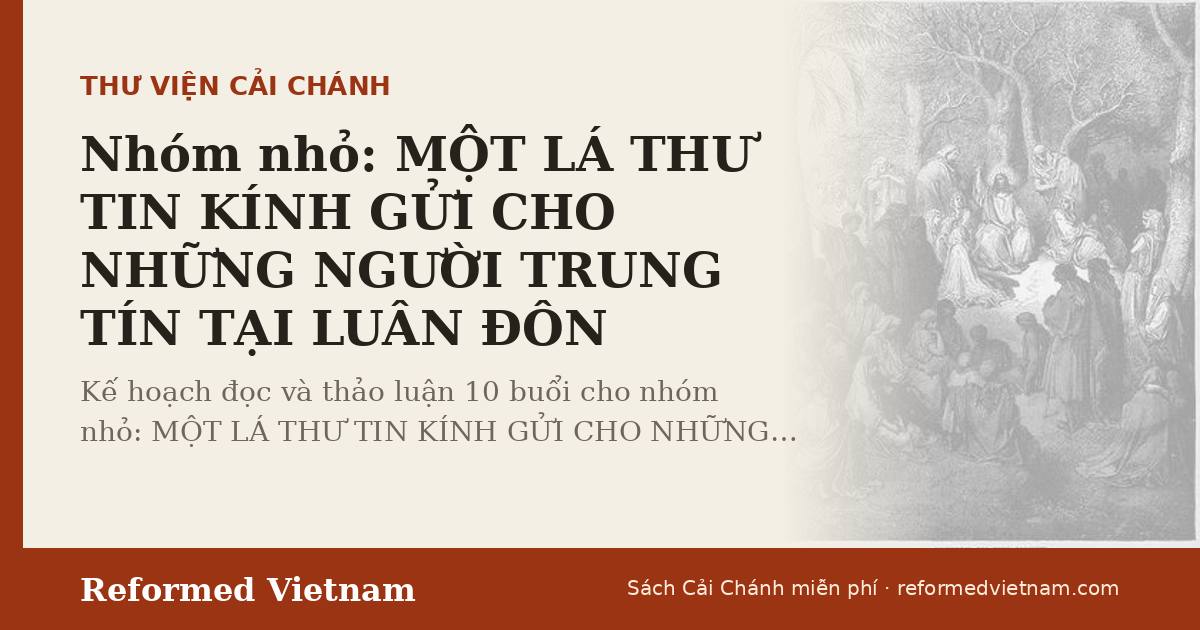 THƯ VIỆN CẢI CHÁNH
Nhóm nhỏ: MỘT LÁ THƯ
TIN KÍNH GỬI CHO
NHỮNG NGƯỜI TRUNG
TÍN TẠI LUÂN ĐÔN
Kế hoạch đọc và thảo luận 10 buổi cho nhóm
nhỏ: MỘT LÁ THƯ TIN KÍNH GỬI CHO NHỮNG...
Reformed Vietnam
Sách Cải Chánh miễn phí · reformedvietnam.com